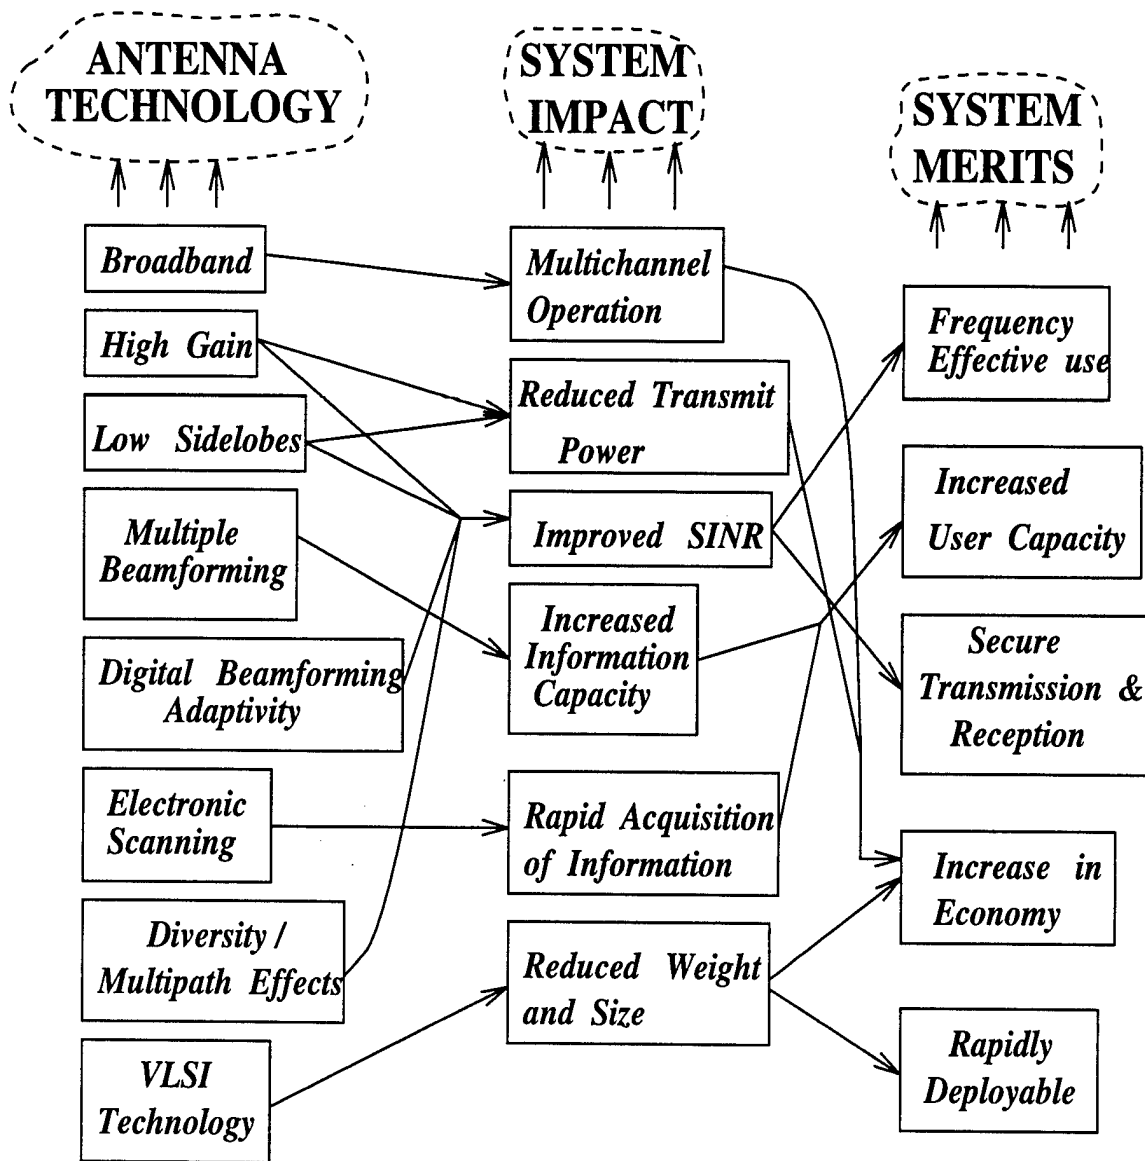 ANTENNA
TECHNOLOGY
Broadband
High Gain
Low Sidelobes
Multiple
Beamforming
Digital Beamforming
Adaptivity
Electronic
Scanning
Diversity /
Multipath Effects
VLSI
Technology
SYSTEM
IMPACT
Multichannel
Operation
Reduced Transmit
Power
Improved SINR
Increased
Information
Capacity
Rapid Acquisition
of Information
Reduced Weight
and Size
SYSTEM
MERITS
Frequency
Effective use
Increased
User Capacity
Secure
Transmission &
Reception
Increase in
Economy
Rapidly
Deployable